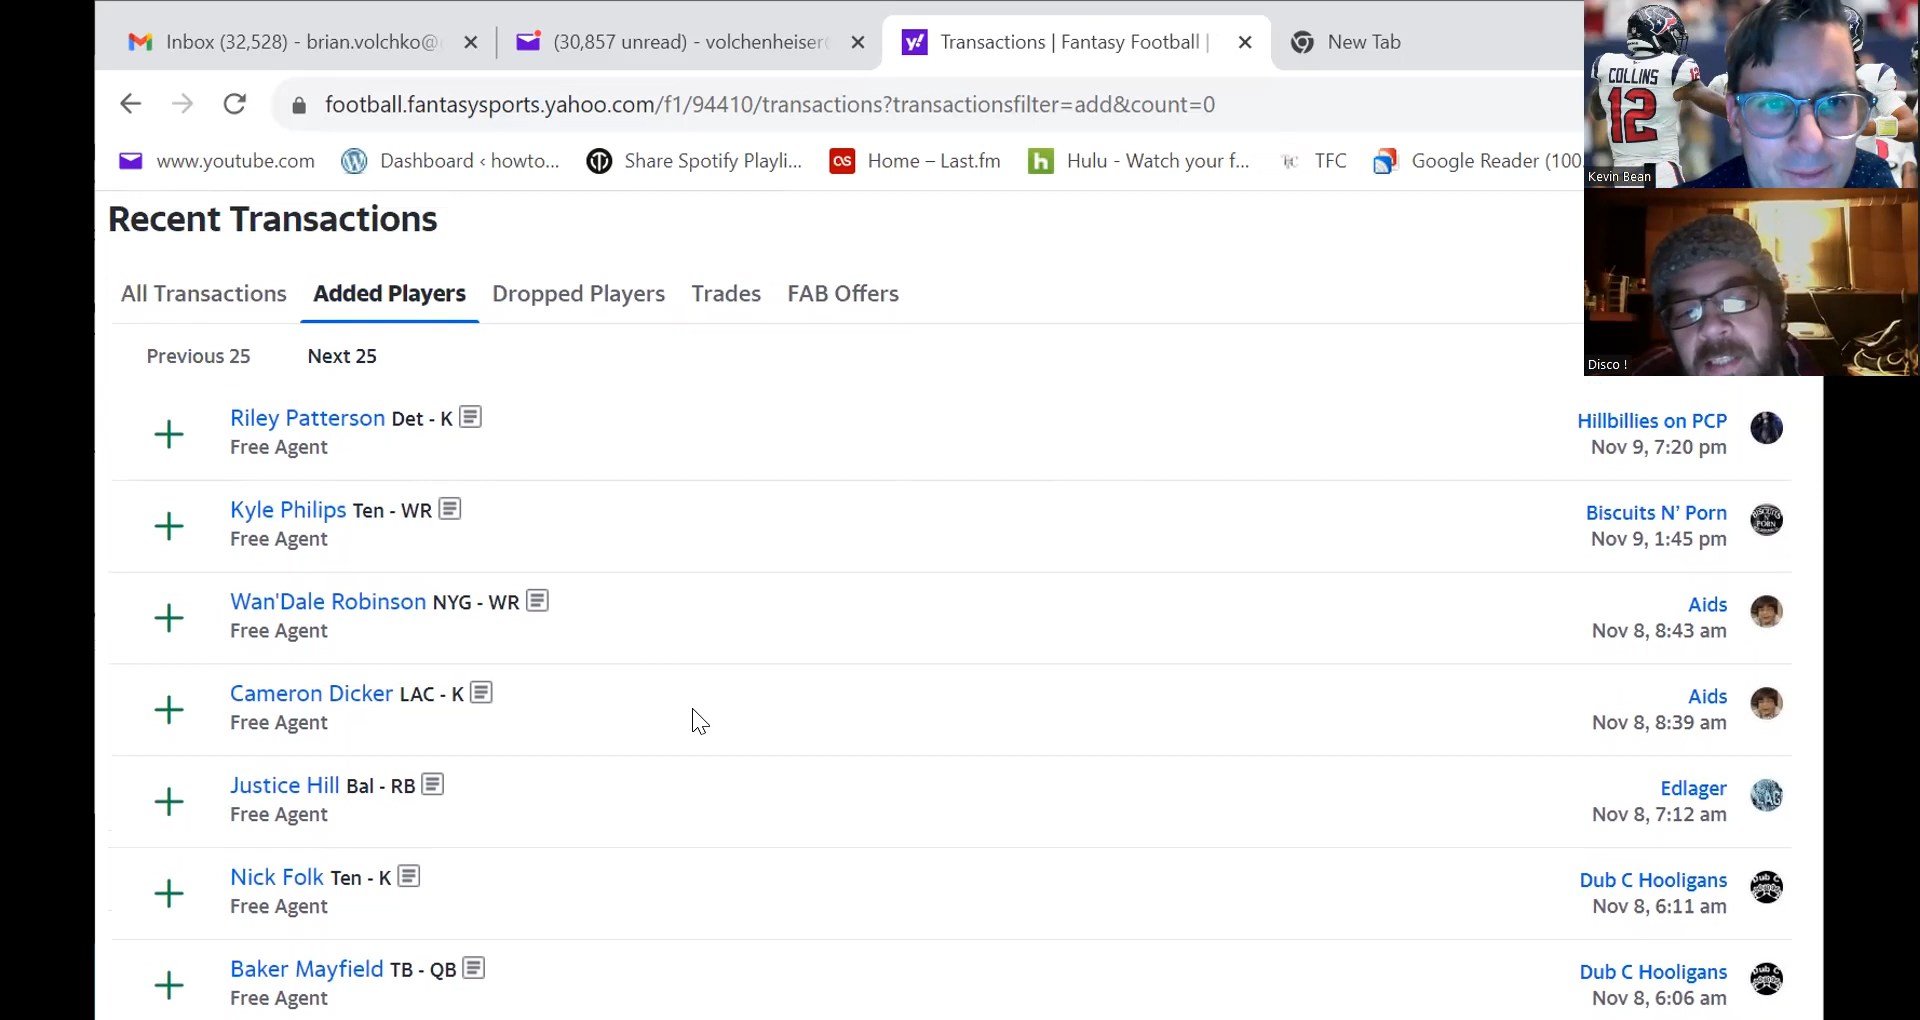 Inbox (32,528) - brian.volchko@
(30,857 unread) - volchenheiser
Transactions | Fantasy Football |
New Tab
football.fantasysports.yahoo.com/f1/94410/transactions?transactionsfilter=add&count=0
www.youtube.com
Dashboard ‹ howto...
Share Spotify Playli...
Home – Last.fm
Hulu - Watch your f...
TFC
Google Reader (100
COLLINS
12
Kevin Bean
Disco !
Recent Transactions
All Transactions
Added Players
Dropped Players
Trades
FAB Offers
Previous 25
Next 25
Riley Patterson Det - K
Free Agent
Hillbillies on PCP
Nov 9, 7:20 pm
Kyle Philips Ten - WR
Free Agent
Biscuits N’ Porn
Nov 9, 1:45 pm
Wan'Dale Robinson NYG - WR
Free Agent
Aids
Nov 8, 8:43 am
Cameron Dicker LAC - K
Free Agent
Aids
Nov 8, 8:39 am
Justice Hill Bal - RB
Free Agent
Edlager
Nov 8, 7:12 am
Nick Folk Ten - K
Free Agent
Dub C Hooligans
Nov 8, 6:11 am
Baker Mayfield TB - QB
Free Agent
Dub C Hooligans
Nov 8, 6:06 am